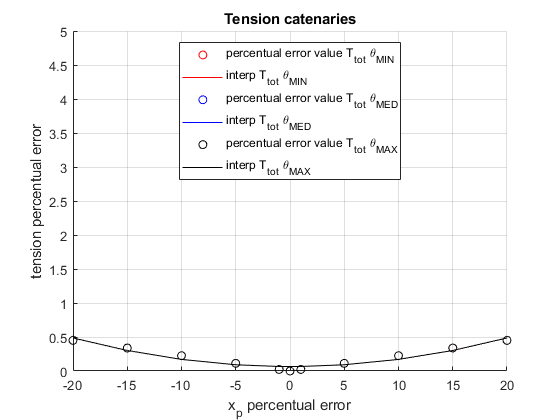 Tension catenaries
percentual error value T_tot θ_MIN
interp T_tot θ_MIN
percentual error value T_tot θ_MED
interp T_tot θ_MED
percentual error value T_tot θ_MAX
interp T_tot θ_MAX
tension percentual error
5
4.5
4
3.5
3
2.5
2
1.5
1
0.5
0
-20 -15 -10 -5 0 5 10 15 20
x_p percentual error